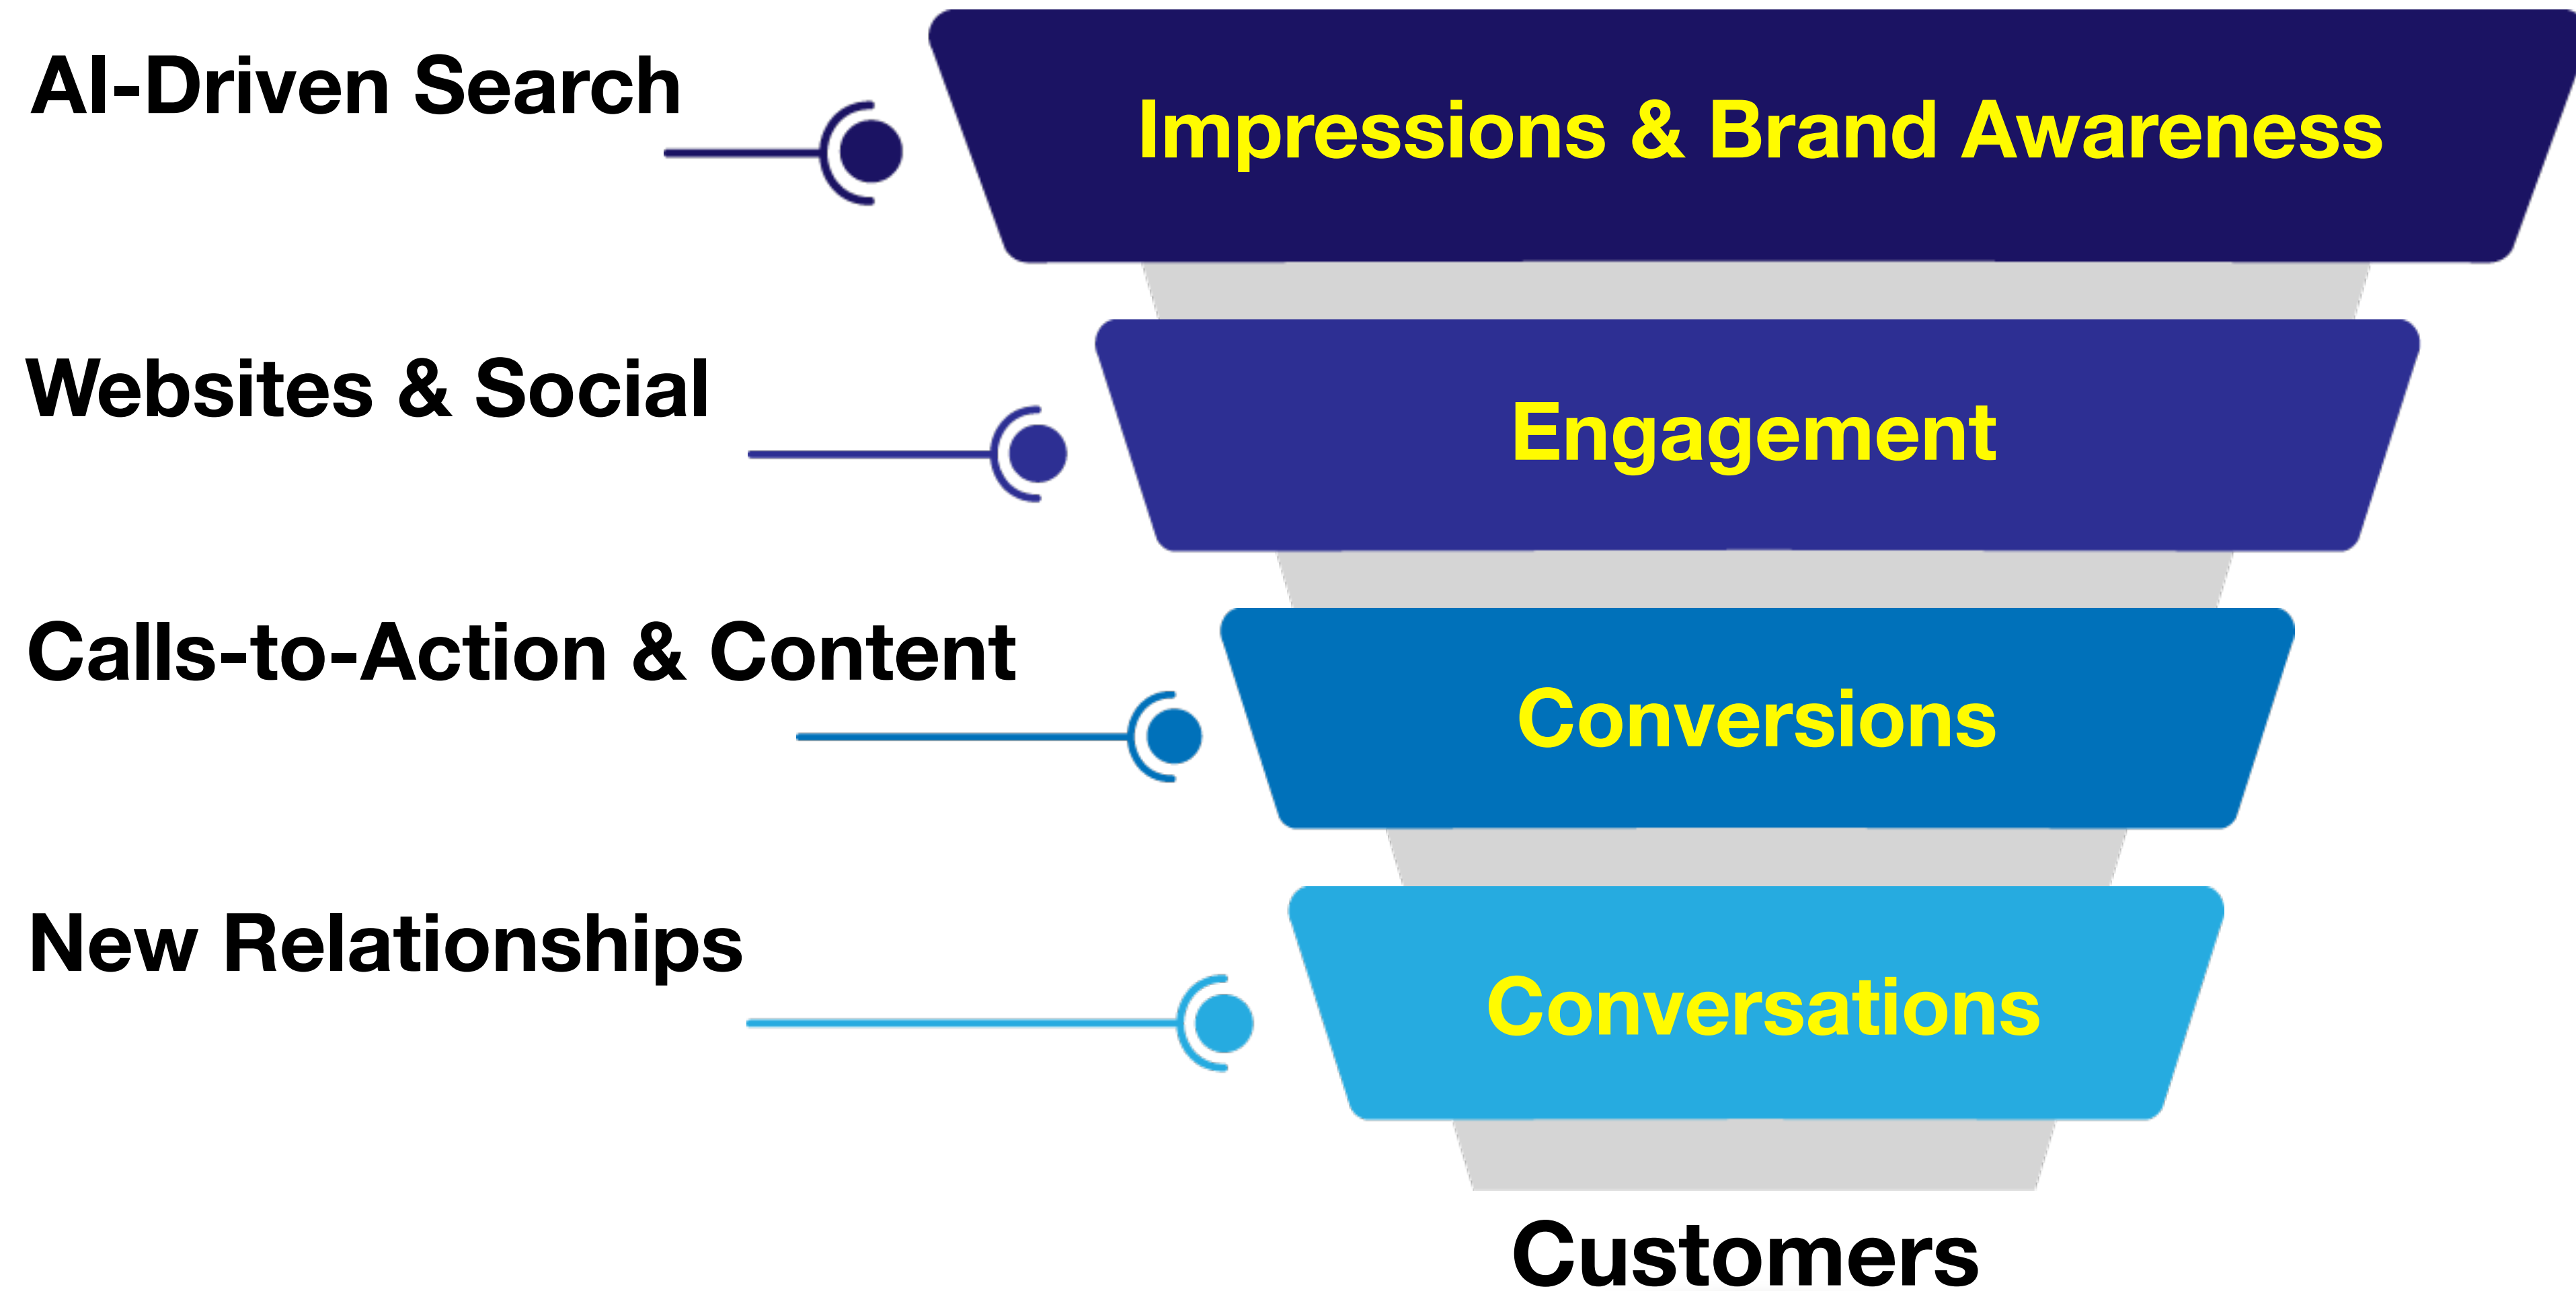 AI-Driven Search
Impressions & Brand Awareness
Websites & Social
Engagement
Calls-to-Action & Content
Conversions
New Relationships
Conversations
Customers